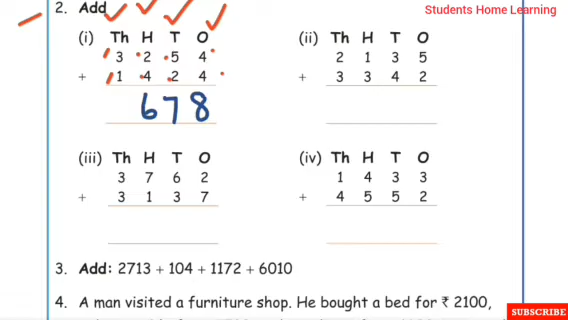 Students Home Learning
2. Add
(i) Th H T O
3 2 5 4
+ 1 4 2 4
6 7 8
(ii) Th H T O
2 1 3 5
+ 3 3 4 2
(iii) Th H T O
3 7 6 2
+ 3 1 3 7
(iv) Th H T O
1 4 3 3
+ 4 5 5 2
3. Add: 2713 + 104 + 1172 + 6010
4. A man visited a furniture shop. He bought a bed for ₹ 2100,
SUBSCRIBE